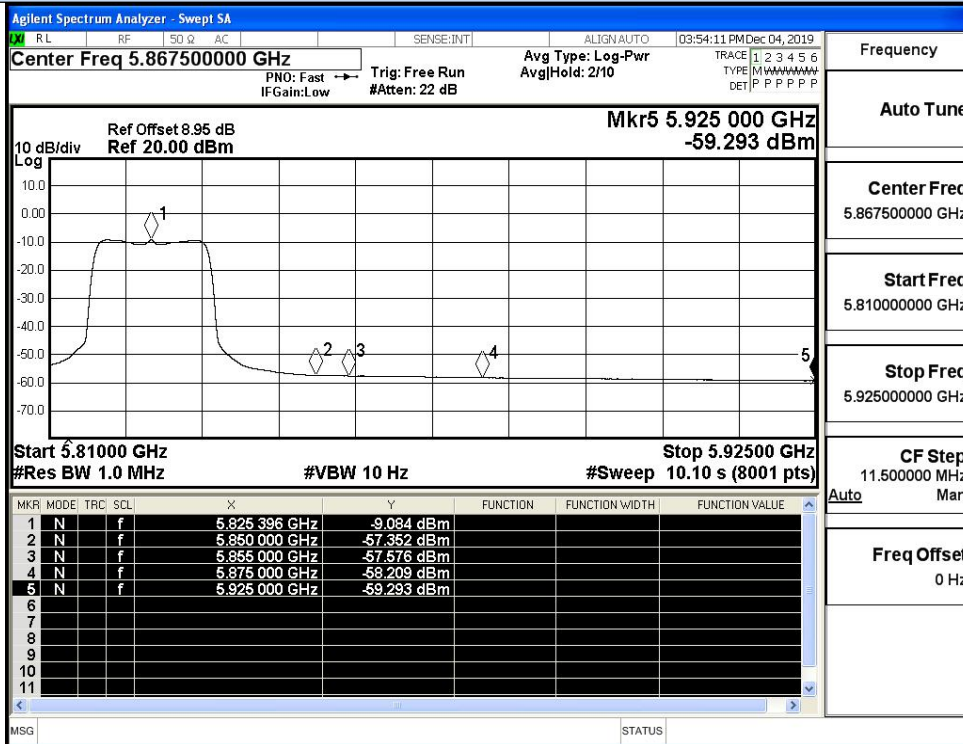 Agilent Spectrum Analyzer - Swept SA
LXI RL RF 50 Ω AC SENSE:INT ALIGNAUTO 03:54:11 PMDec 04, 2019
Center Freq 5.867500000 GHz
PNO: Fast Trig: Free Run Avg Type: Log-Pwr TRACE 1 2 3 4 5 6
IFGain:Low #Atten: 22 dB Avg|Hold: 2/10 TYPE M
DET P P P P P P
Mkr5 5.925 000 GHz
-59.293 dBm
Ref Offset 8.95 dB
10 dB/div Ref 20.00 dBm
Log
10.0
0.00
-10.0
-20.0
-30.0
-40.0
-50.0
-60.0
-70.0
1
2 3 4 5
Start 5.81000 GHz Stop 5.92500 GHz
#Res BW 1.0 MHz #VBW 10 Hz #Sweep 10.10 s (8001 pts)
MKR MODE TRC SCL X Y FUNCTION FUNCTION WIDTH FUNCTION VALUE
1 N f 5.825 396 GHz -9.084 dBm
2 N f 5.850 000 GHz -57.352 dBm
3 N f 5.855 000 GHz -57.576 dBm
4 N f 5.875 000 GHz -58.209 dBm
5 N f 5.925 000 GHz -59.293 dBm
6
7
8
9
10
11
MSG STATUS
Frequency
Auto Tune
Center Freq
5.867500000 GHz
Start Freq
5.810000000 GHz
Stop Freq
5.925000000 GHz
CF Step
11.500000 MHz
Auto Man
Freq Offset
0 Hz